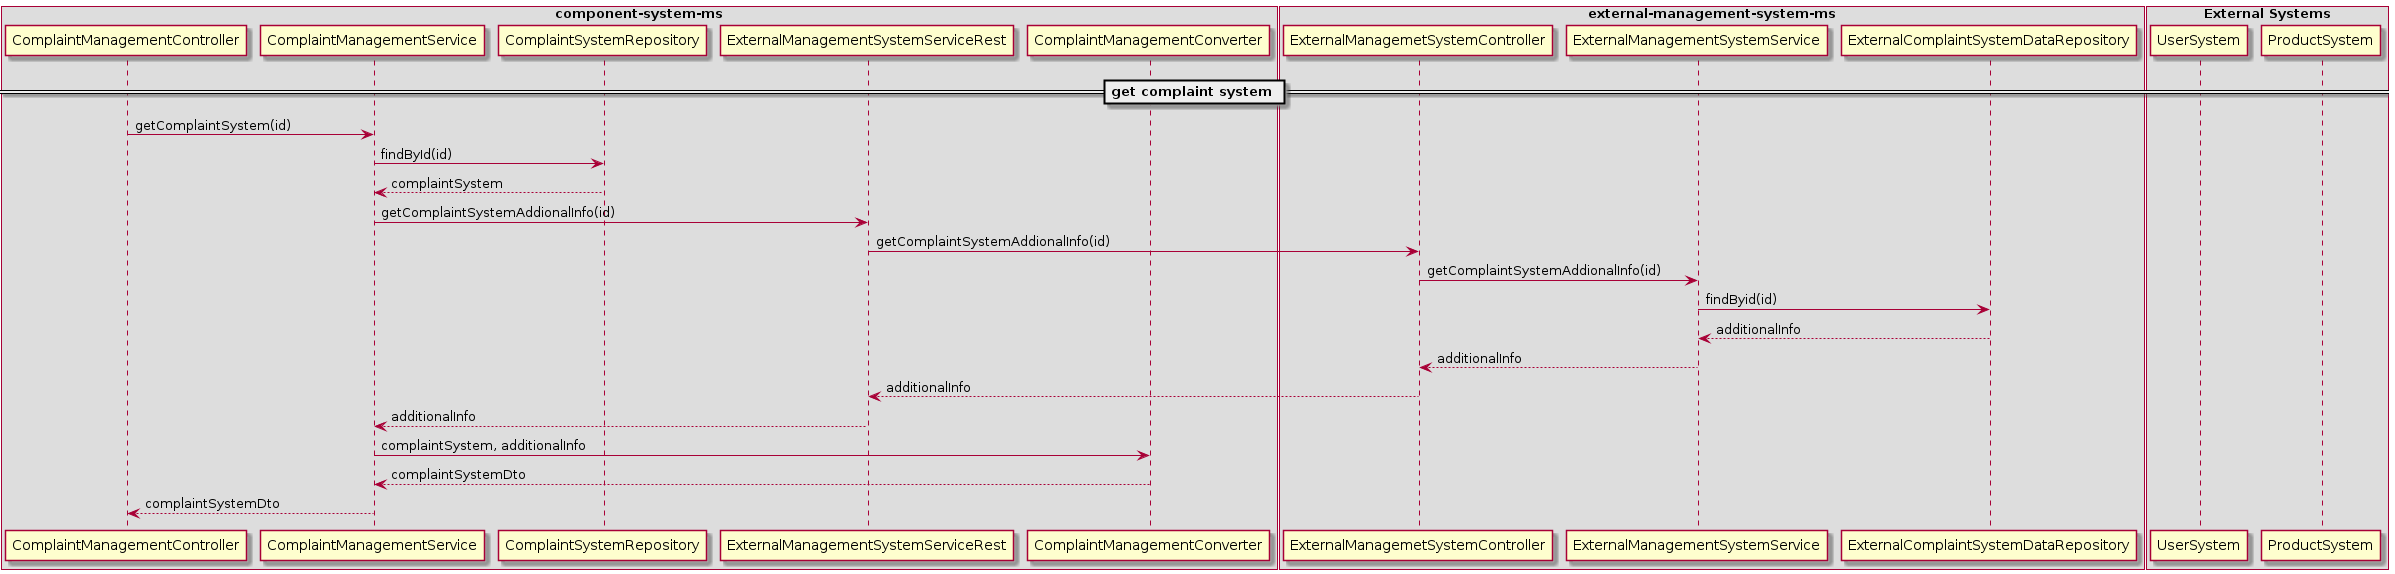 component-system-ms
external-management-system-ms
External Systems
ComplaintManagementController
ComplaintManagementService
ComplaintSystemRepository
ExternalManagementSystemServiceRest
ComplaintManagementConverter
ExternalManagemetSystemController
ExternalManagementSystemService
ExternalComplaintSystemDataRepository
UserSystem
ProductSystem
get complaint system
getComplaintSystem(id)
findById(id)
complaintSystem
getComplaintSystemAddionalInfo(id)
getComplaintSystemAddionalInfo(id)
getComplaintSystemAddionalInfo(id)
findByid(id)
additionalInfo
additionalInfo
additionalInfo
additionalInfo
complaintSystem, additionalInfo
complaintSystemDto
complaintSystemDto
ComplaintManagementController
ComplaintManagementService
ComplaintSystemRepository
ExternalManagementSystemServiceRest
ComplaintManagementConverter
ExternalManagemetSystemController
ExternalManagementSystemService
ExternalComplaintSystemDataRepository
UserSystem
ProductSystem